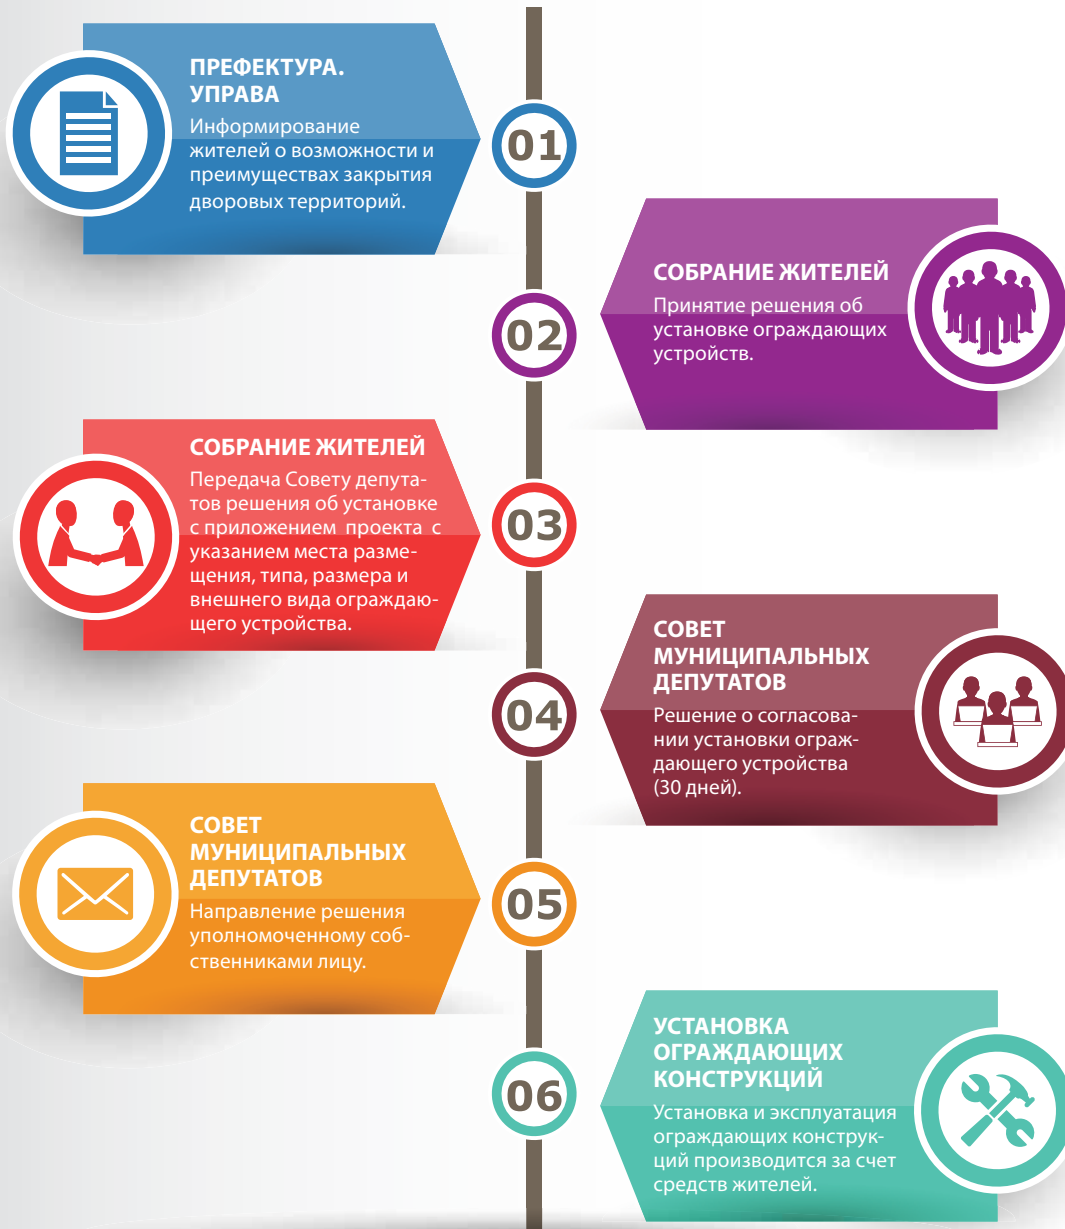 ПРЕФЕКТУРА.
УПРАВА
Информирование
жителей о возможности и
преимуществах закрытия
дворовых территорий.
01
СОБРАНИЕ ЖИТЕЛЕЙ
Принятие решения об
установке ограждающих
устройств.
02
СОБРАНИЕ ЖИТЕЛЕЙ
Передача Совету депута-
тов решения об установке
с приложением проекта с
указанием места разме-
щения, типа, размера и
внешнего вида ограждаю-
щего устройства.
03
СОВЕТ
МУНИЦИПАЛЬНЫХ
ДЕПУТАТОВ
Решение о согласова-
нии установки ограж-
дающего устройства
(30 дней).
04
СОВЕТ
МУНИЦИПАЛЬНЫХ
ДЕПУТАТОВ
Направление решения
уполномоченному соб-
ственниками лицу.
05
УСТАНОВКА
ОГРАЖДАЮЩИХ
КОНСТРУКЦИЙ
Установка и эксплуатация
ограждающих конструк-
ций производится за счет
средств жителей.
06